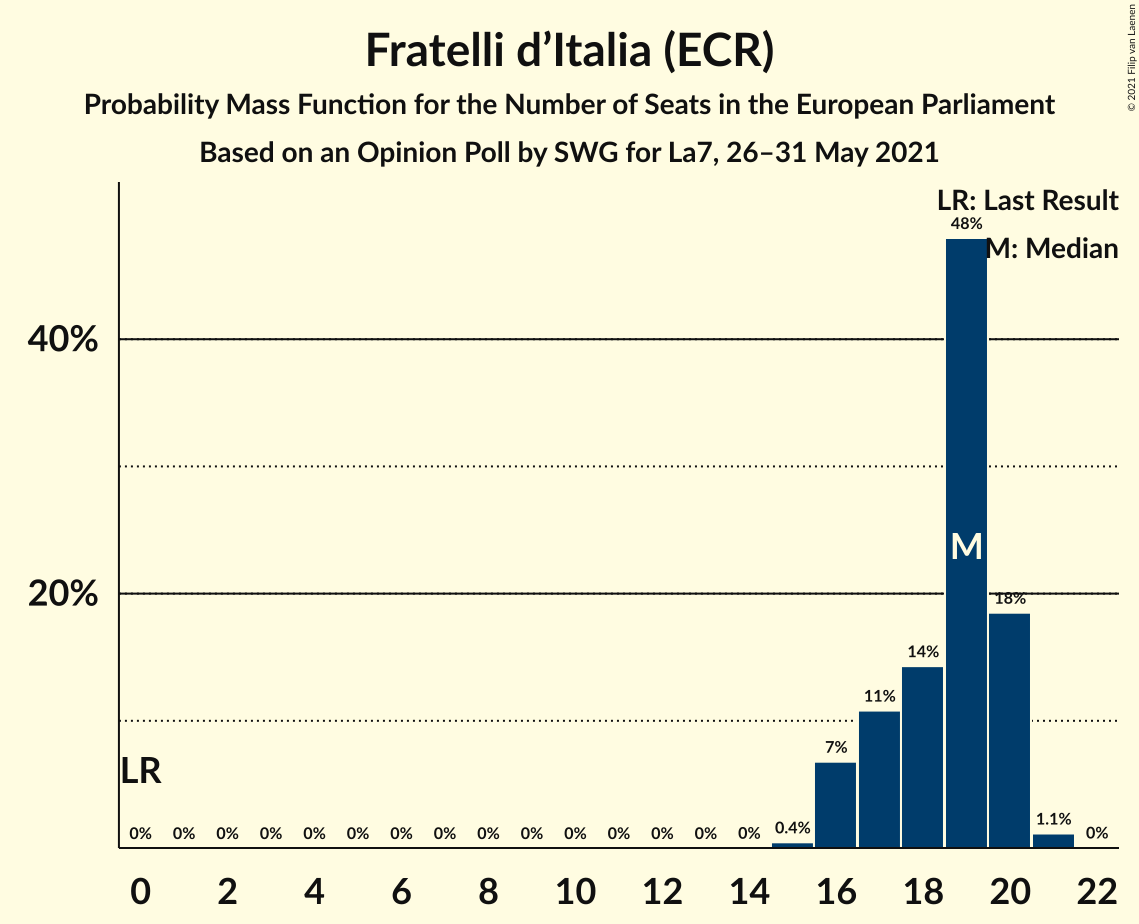 Fratelli d’Italia (ECR)
Probability Mass Function for the Number of Seats in the European Parliament
Based on an Opinion Poll by SWG for La7, 26–31 May 2021
© 2021 Filip van Laenen
LR: Last Result
M: Median
48%
40%
20%
M
18%
14%
11%
7%
LR
0% 0% 0% 0% 0% 0% 0% 0% 0% 0% 0% 0% 0% 0% 0% 0.4% 1.1% 0%
0 2 4 6 8 10 12 14 16 18 20 22